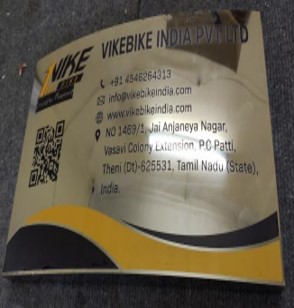 VIKE
VIKEBIKE INDIA PVT LTD
+91 4546264313
info@vikebikeindia.com
www.vikebikeindia.com
NO 1469/1, Jai Anjaneya Nagar,
Vasavi Colony Extension, P.C Patti,
Theni (Dt)-625531, Tamil Nadu (State),
India.